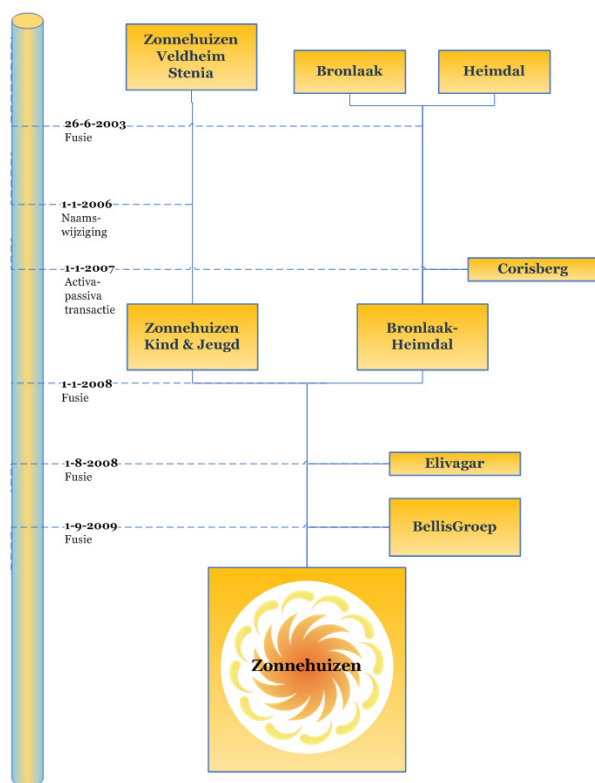 Zonnehuizen
Veldheim
Stenia
Bronlaak
Heimdal
26-6-2003
Fusie
1-1-2006
Naams-
wijziging
1-1-2007
Activa-
passiva
transactie
Corisberg
Zonnehuizen
Kind & Jeugd
Bronlaak-
Heimdal
1-1-2008
Fusie
1-8-2008
Fusie
Elivagar
1-9-2009
Fusie
BellisGroep
Zonnehuizen